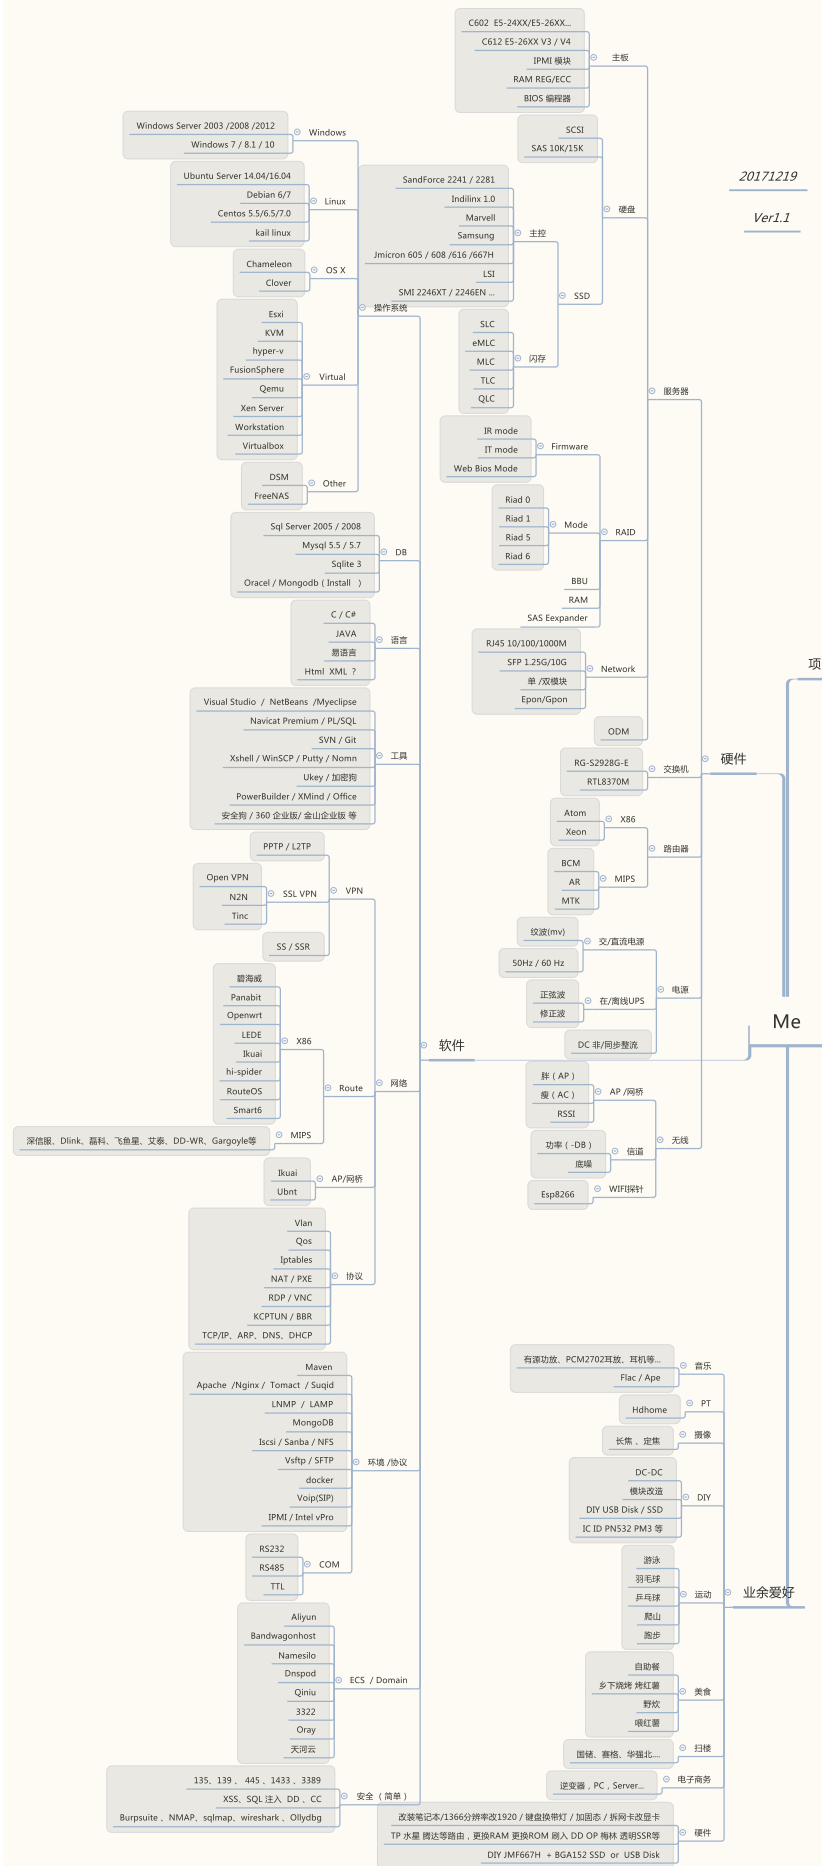 20171219
Ver1.1
Me
项
硬件
服务器
主板
C602 E5-24XX/E5-26XX...
C612 E5-26XX V3 / V4
IPMI 模块
RAM REG/ECC
BIOS 编程器
硬盘
SCSI
SAS 10K/15K
SSD
主控
SandForce 2241 / 2281
Indilinx 1.0
Marvell
Samsung
Jmicron 605 / 608 /616 /667H
LSI
SMI 2246XT / 2246EN ...
闪存
SLC
eMLC
MLC
TLC
QLC
RAID
Firmware
IR mode
IT mode
Web Bios Mode
Mode
Riad 0
Riad 1
Riad 5
Riad 6
BBU
RAM
SAS Eexpander
Network
RJ45 10/100/1000M
SFP 1.25G/10G
单 /双模块
Epon/Gpon
ODM
交换机
RG-S2928G-E
RTL8370M
路由器
X86
Atom
Xeon
MIPS
BCM
AR
MTK
电源
交/直流电源
纹波(mv)
50Hz / 60 Hz
在/离线UPS
正弦波
修正波
DC 非/同步整流
无线
AP /网桥
胖（ AP ）
瘦（ AC ）
RSSI
信道
功率（ -DB ）
底噪
WIFI探针
Esp8266
软件
操作系统
Windows
Windows Server 2003 /2008 /2012
Windows 7 / 8.1 / 10
Linux
Ubuntu Server 14.04/16.04
Debian 6/7
Centos 5.5/6.5/7.0
kail linux
OS X
Chameleon
Clover
Virtual
Esxi
KVM
hyper-v
FusionSphere
Qemu
Xen Server
Workstation
Virtualbox
Other
DSM
FreeNAS
DB
Sql Server 2005 / 2008
Mysql 5.5 / 5.7
Sqlite 3
Oracel / Mongodb ( Install ）
语言
C / C#
JAVA
易语言
Html XML ？
工具
Visual Studio / NetBeans /Myeclipse
Navicat Premium / PL/SQL
SVN / Git
Xshell / WinSCP / Putty / Nomn
Ukey / 加密狗
PowerBuilder / XMind / Office
安全狗 / 360 企业版/ 金山企业版 等
网络
VPN
PPTP / L2TP
SSL VPN
Open VPN
N2N
Tinc
SS / SSR
Route
X86
碧海威
Panabit
Openwrt
LEDE
Ikuai
hi-spider
RouteOS
Smart6
MIPS
深信服、Dlink、磊科、飞鱼星、艾泰、DD-WR、Gargoyle等
AP/网桥
Ikuai
Ubnt
协议
Vlan
Qos
Iptables
NAT / PXE
RDP / VNC
KCPTUN / BBR
TCP/IP、ARP、DNS、DHCP
环境 /协议
Maven
Apache /Nginx / Tomact / Suqid
LNMP / LAMP
MongoDB
Iscsi / Sanba / NFS
Vsftp / SFTP
docker
Voip(SIP)
IPMI / Intel vPro
COM
RS232
RS485
TTL
ECS / Domain
Aliyun
Bandwagonhost
Namesilo
Dnspod
Qiniu
3322
Oray
天河云
安全（ 简单 ）
135、139 、 445 、1433 、3389
XSS、SQL 注入 DD 、CC
Burpsuite 、NMAP、sqlmap、wireshark 、Ollydbg
业余爱好
音乐
有源功放、PCM2702耳放、耳机等...
Flac / Ape
PT
Hdhome
摄像
长焦 、定焦
DIY
DC-DC
模块改造
DIY USB Disk / SSD
IC ID PN532 PM3 等
运动
游泳
羽毛球
乒乓球
爬山
跑步
美食
自助餐
乡下烧烤 烤红薯
野炊
喂红薯
扫楼
国储、赛格、华强北....
电子商务
逆变器，PC，Server...
硬件
改装笔记本/1366分辨率改1920 / 键盘换带灯 / 加固态 / 拆网卡改显卡
TP 水星 腾达等路由，更换RAM 更换ROM 刷入 DD OP 梅林 透明SSR等
DIY JMF667H + BGA152 SSD or USB Disk